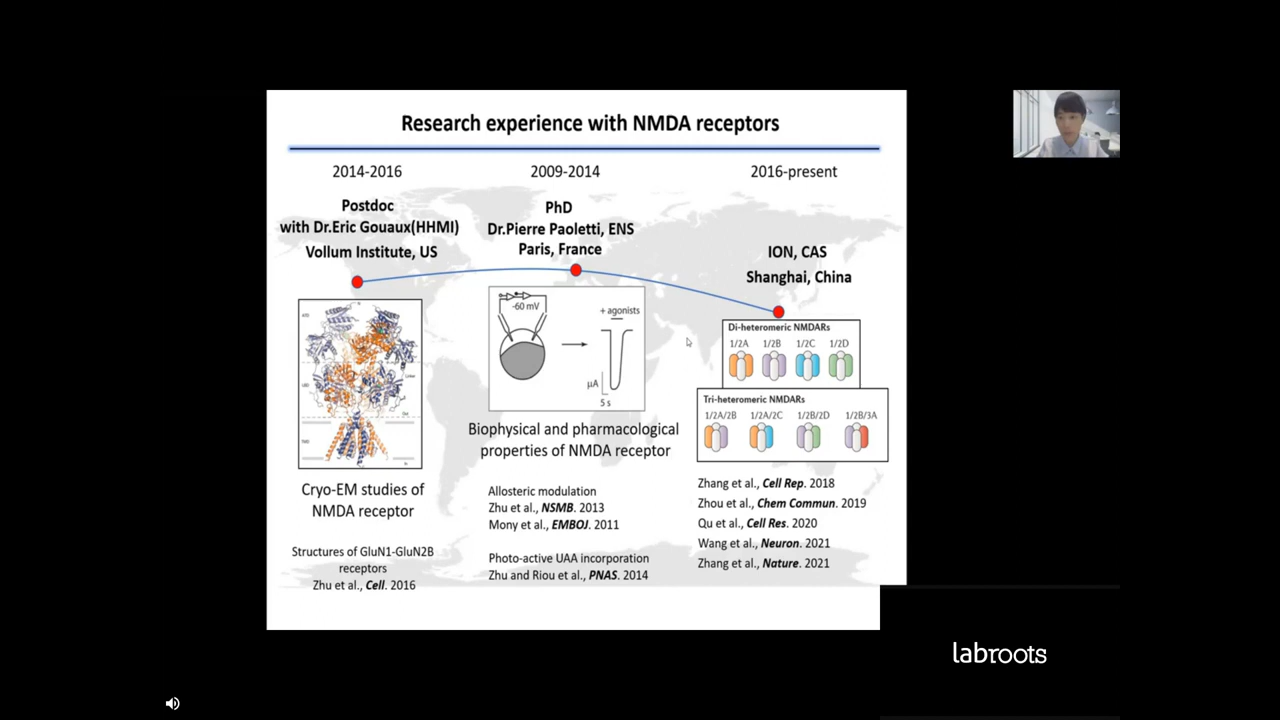 Research experience with NMDA receptors
2014-2016
Postdoc
with Dr.Eric Gouaux(HHMI)
Vollum Institute, US
Cryo-EM studies of
NMDA receptor
Structures of GluN1-GluN2B
receptors
Zhu et al., Cell. 2016
2009-2014
PhD
Dr.Pierre Paoletti, ENS
Paris, France
-60 mV
+ agonists
μA
5 s
Biophysical and pharmacological
properties of NMDA receptor
Allosteric modulation
Zhu et al., NSMB. 2013
Mony et al., EMBOJ. 2011
Photo-active UAA incorporation
Zhu and Riou et al., PNAS. 2014
2016-present
ION, CAS
Shanghai, China
Di-heteromeric NMDARs
1/2A 1/2B 1/2C 1/2D
Tri-heteromeric NMDARs
1/2A/2B 1/2A/2C 1/2B/2D 1/2B/3A
Zhang et al., Cell Rep. 2018
Zhou et al., Chem Commun. 2019
Qu et al., Cell Res. 2020
Wang et al., Neuron. 2021
Zhang et al., Nature. 2021
labroots